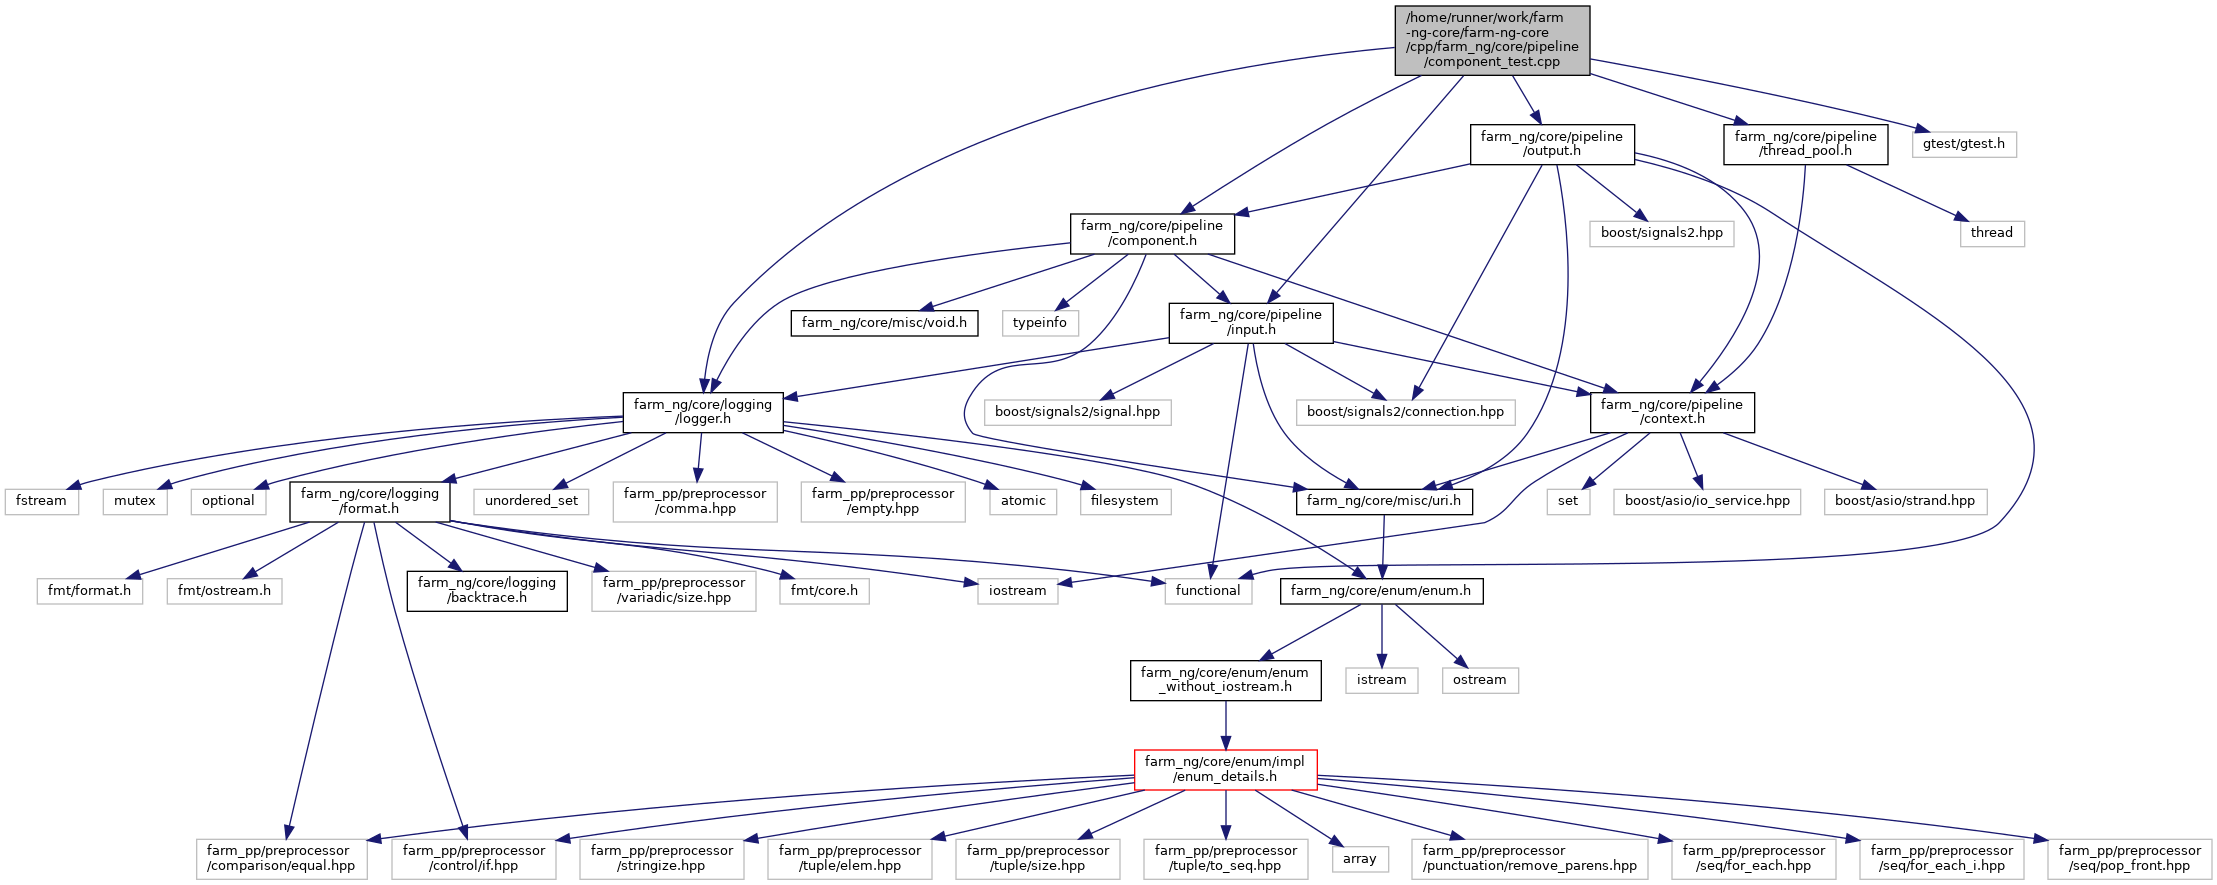 /home/runner/work/farm
-ng-core/farm-ng-core
/cpp/farm_ng/core/pipeline
/component_test.cpp
farm_ng/core/pipeline
/output.h
farm_ng/core/pipeline
/thread_pool.h
gtest/gtest.h
farm_ng/core/pipeline
/component.h
boost/signals2.hpp
thread
farm_ng/core/misc/void.h
typeinfo
farm_ng/core/pipeline
/input.h
farm_ng/core/logging
/logger.h
boost/signals2/signal.hpp
boost/signals2/connection.hpp
farm_ng/core/pipeline
/context.h
fstream
mutex
optional
farm_ng/core/logging
/format.h
unordered_set
farm_pp/preprocessor
/comma.hpp
farm_pp/preprocessor
/empty.hpp
atomic
filesystem
farm_ng/core/misc/uri.h
set
boost/asio/io_service.hpp
boost/asio/strand.hpp
fmt/format.h
fmt/ostream.h
farm_ng/core/logging
/backtrace.h
farm_pp/preprocessor
/variadic/size.hpp
fmt/core.h
iostream
functional
farm_ng/core/enum/enum.h
farm_ng/core/enum/enum
_without_iostream.h
istream
ostream
farm_ng/core/enum/impl
/enum_details.h
farm_pp/preprocessor
/comparison/equal.hpp
farm_pp/preprocessor
/control/if.hpp
farm_pp/preprocessor
/stringize.hpp
farm_pp/preprocessor
/tuple/elem.hpp
farm_pp/preprocessor
/tuple/size.hpp
farm_pp/preprocessor
/tuple/to_seq.hpp
array
farm_pp/preprocessor
/punctuation/remove_parens.hpp
farm_pp/preprocessor
/seq/for_each.hpp
farm_pp/preprocessor
/seq/for_each_i.hpp
farm_pp/preprocessor
/seq/pop_front.hpp